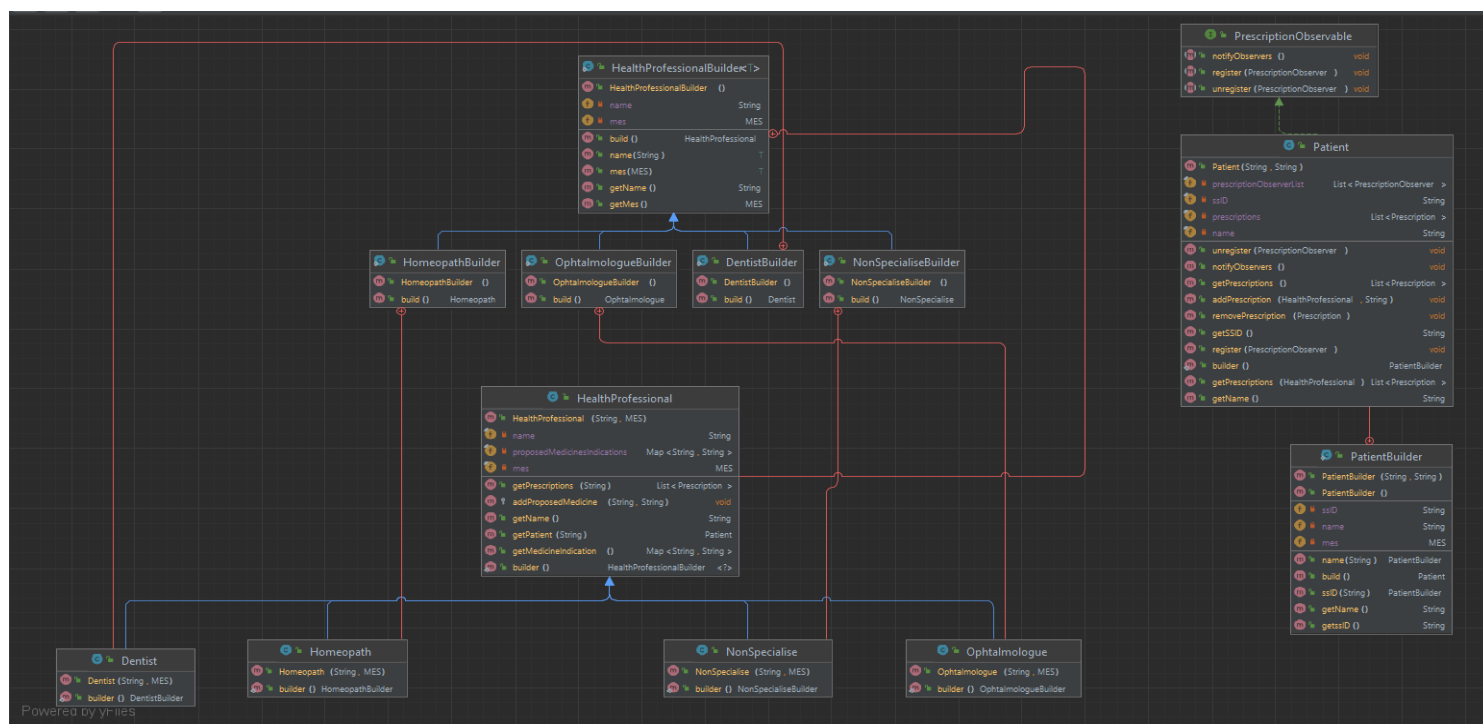 PrescriptionObservable
notifyObservers () void
register (PrescriptionObserver ) void
unregister (PrescriptionObserver ) void
HealthProfessionalBuilder<T>
HealthProfessionalBuilder ()
name String
mes MES
build () HealthProfessional
name(String ) T
mes(MES) T
getName () String
getMes () MES
Patient
Patient (String , String )
prescriptionObserverList List < PrescriptionObserver >
ssID String
prescriptions List < Prescription >
name String
unregister (PrescriptionObserver ) void
notifyObservers () void
getPrescriptions () List < Prescription >
addPrescription (HealthProfessional , String ) void
removePrescription (Prescription ) void
getSSID () String
register (PrescriptionObserver ) void
builder () PatientBuilder
getPrescriptions (HealthProfessional ) List < Prescription >
getName () String
HomeopathBuilder
HomeopathBuilder ()
build () Homeopath
OphtalmologueBuilder
OphtalmologueBuilder ()
build () Ophtalmologue
DentistBuilder
DentistBuilder ()
build () Dentist
NonSpecialiseBuilder
NonSpecialiseBuilder ()
build () NonSpecialise
HealthProfessional
HealthProfessional (String , MES)
name String
proposedMedicinesIndications Map < String , String >
mes MES
getPrescriptions (String ) List < Prescription >
addProposedMedicine (String , String ) void
getName () String
getPatient (String ) Patient
getMedicineIndication () Map < String , String >
builder () HealthProfessionalBuilder <?>
PatientBuilder
PatientBuilder (String , String )
PatientBuilder ()
ssID String
name String
mes MES
name(String ) PatientBuilder
build () Patient
ssID (String ) PatientBuilder
getName () String
getssID () String
Dentist
Dentist (String , MES)
builder () DentistBuilder
Homeopath
Homeopath (String , MES)
builder () HomeopathBuilder
NonSpecialise
NonSpecialise (String , MES)
builder () NonSpecialiseBuilder
Ophtalmologue
Ophtalmologue (String , MES)
builder () OphtalmologueBuilder
Powered by yFiles